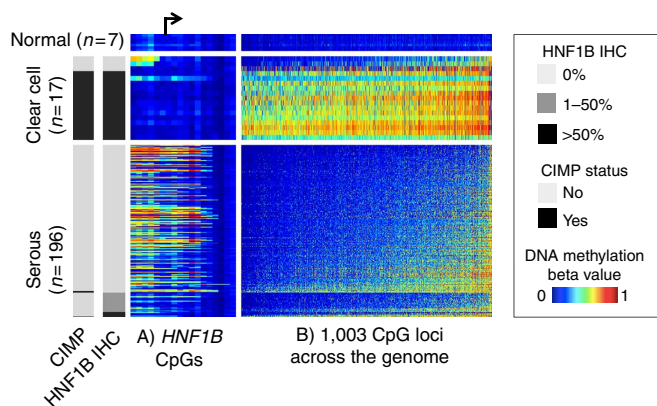 Normal (n=7)
Clear cell
(n=17)
Serous
(n=196)
CIMP
HNF1B IHC
A) HNF1B
CpGs
B) 1,003 CpG loci
across the genome
HNF1B IHC
0%
1–50%
>50%
CIMP status
No
Yes
DNA methylation
beta value
0 1